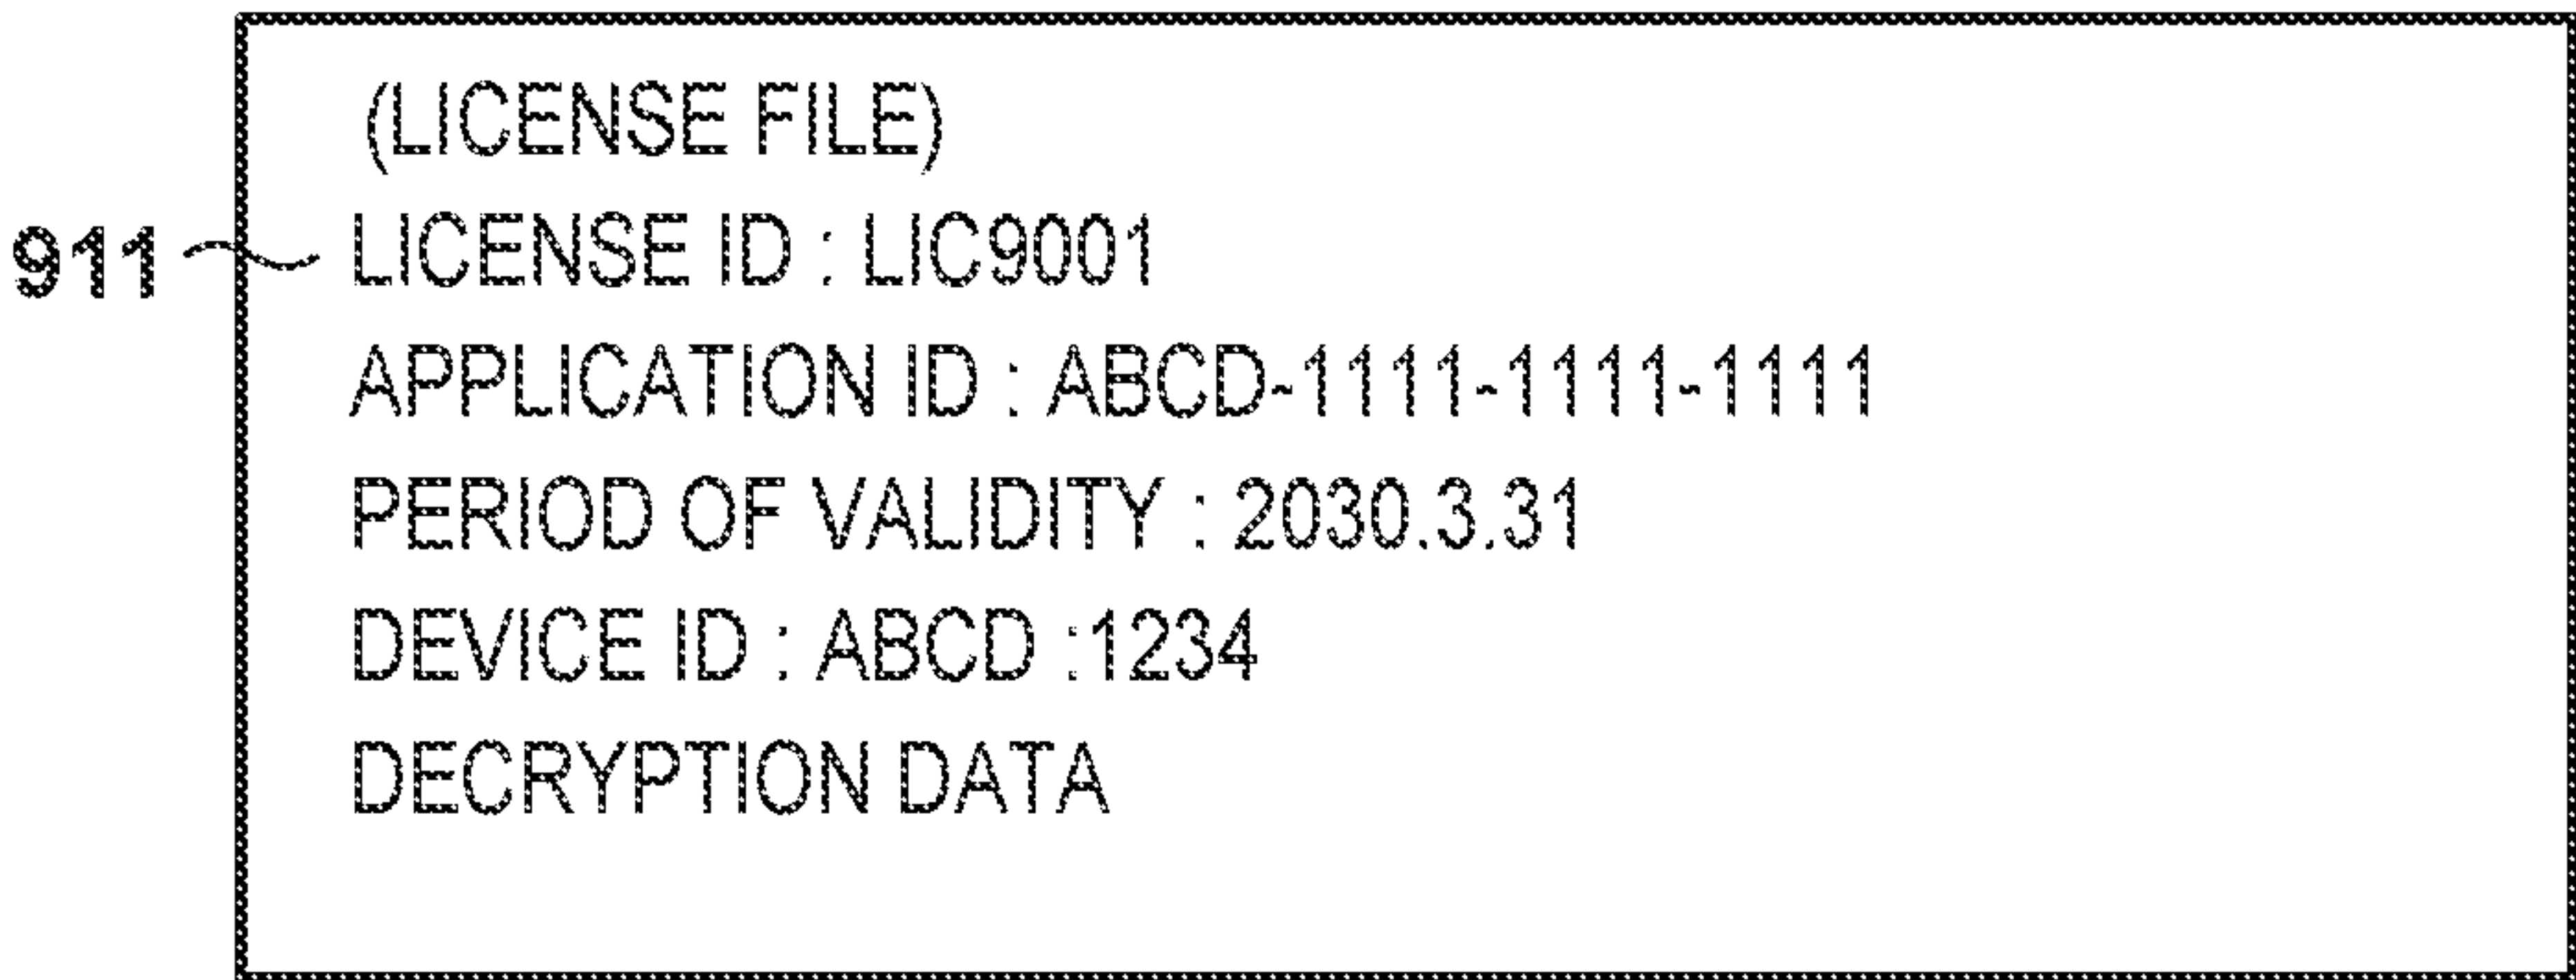 (LICENSE FILE)
911 LICENSE ID : LIC9001
APPLICATION ID : ABCD-1111-1111-1111
PERIOD OF VALIDITY : 2030.3.31
DEVICE ID : ABCD :1234
DECRYPTION DATA